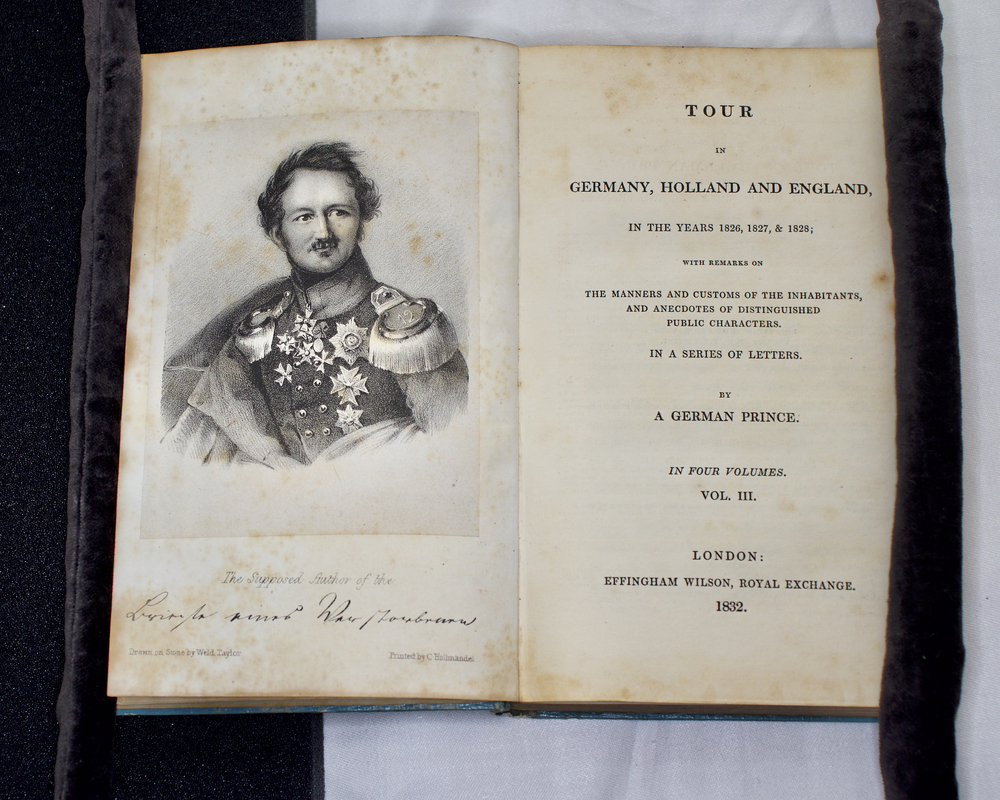 The Supposed Author of the
Briefe eines Verstorbenen
Drawn on Stone by Weld Taylor
Printed by C Hullmandel
TOUR
IN
GERMANY, HOLLAND AND ENGLAND,
IN THE YEARS 1826, 1827, & 1828;
WITH REMARKS ON
THE MANNERS AND CUSTOMS OF THE INHABITANTS,
AND ANECDOTES OF DISTINGUISHED
PUBLIC CHARACTERS.
IN A SERIES OF LETTERS.
BY
A GERMAN PRINCE.
IN FOUR VOLUMES.
VOL. III.
LONDON:
EFFINGHAM WILSON, ROYAL EXCHANGE.
1832.